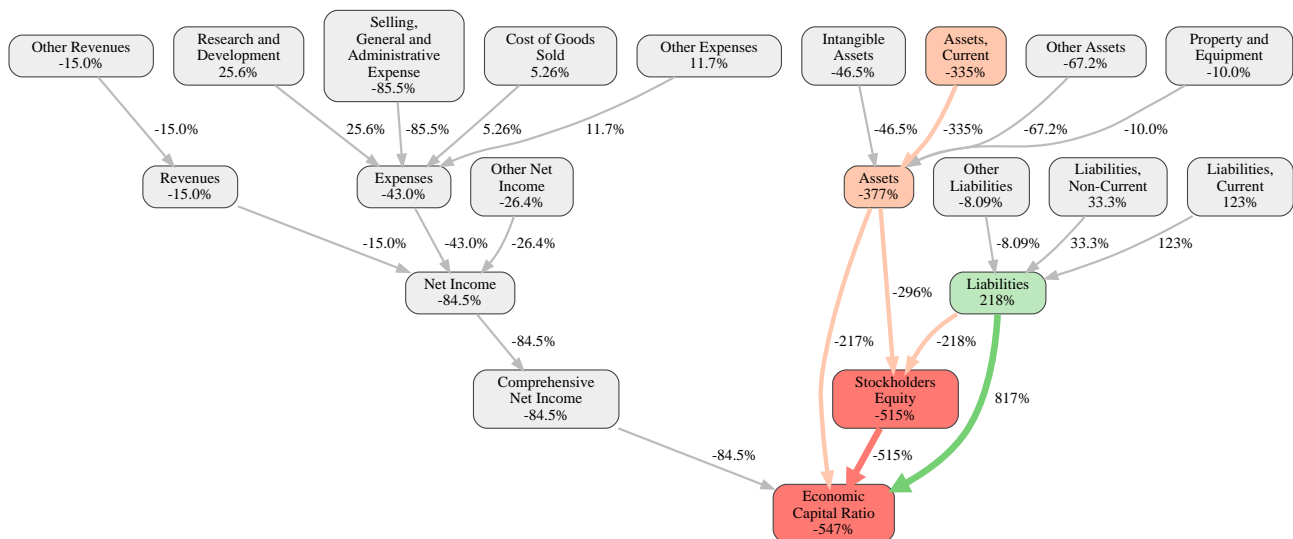 Other Revenues
-15.0%
Research and
Development
25.6%
Selling,
General and
Administrative
Expense
-85.5%
Cost of Goods
Sold
5.26%
Other Expenses
11.7%
Intangible
Assets
-46.5%
Assets,
Current
-335%
Other Assets
-67.2%
Property and
Equipment
-10.0%
-15.0%
25.6%
-85.5%
5.26%
11.7%
-46.5%
-335%
-67.2%
-10.0%
Revenues
-15.0%
Expenses
-43.0%
Other Net
Income
-26.4%
Assets
-377%
Other
Liabilities
-8.09%
Liabilities,
Non-Current
33.3%
Liabilities,
Current
123%
-15.0%
-43.0%
-26.4%
-8.09%
33.3%
123%
Net Income
-84.5%
-296%
Liabilities
218%
-84.5%
-217%
-218%
Comprehensive
Net Income
-84.5%
Stockholders
Equity
-515%
817%
-84.5%
-515%
Economic
Capital Ratio
-547%